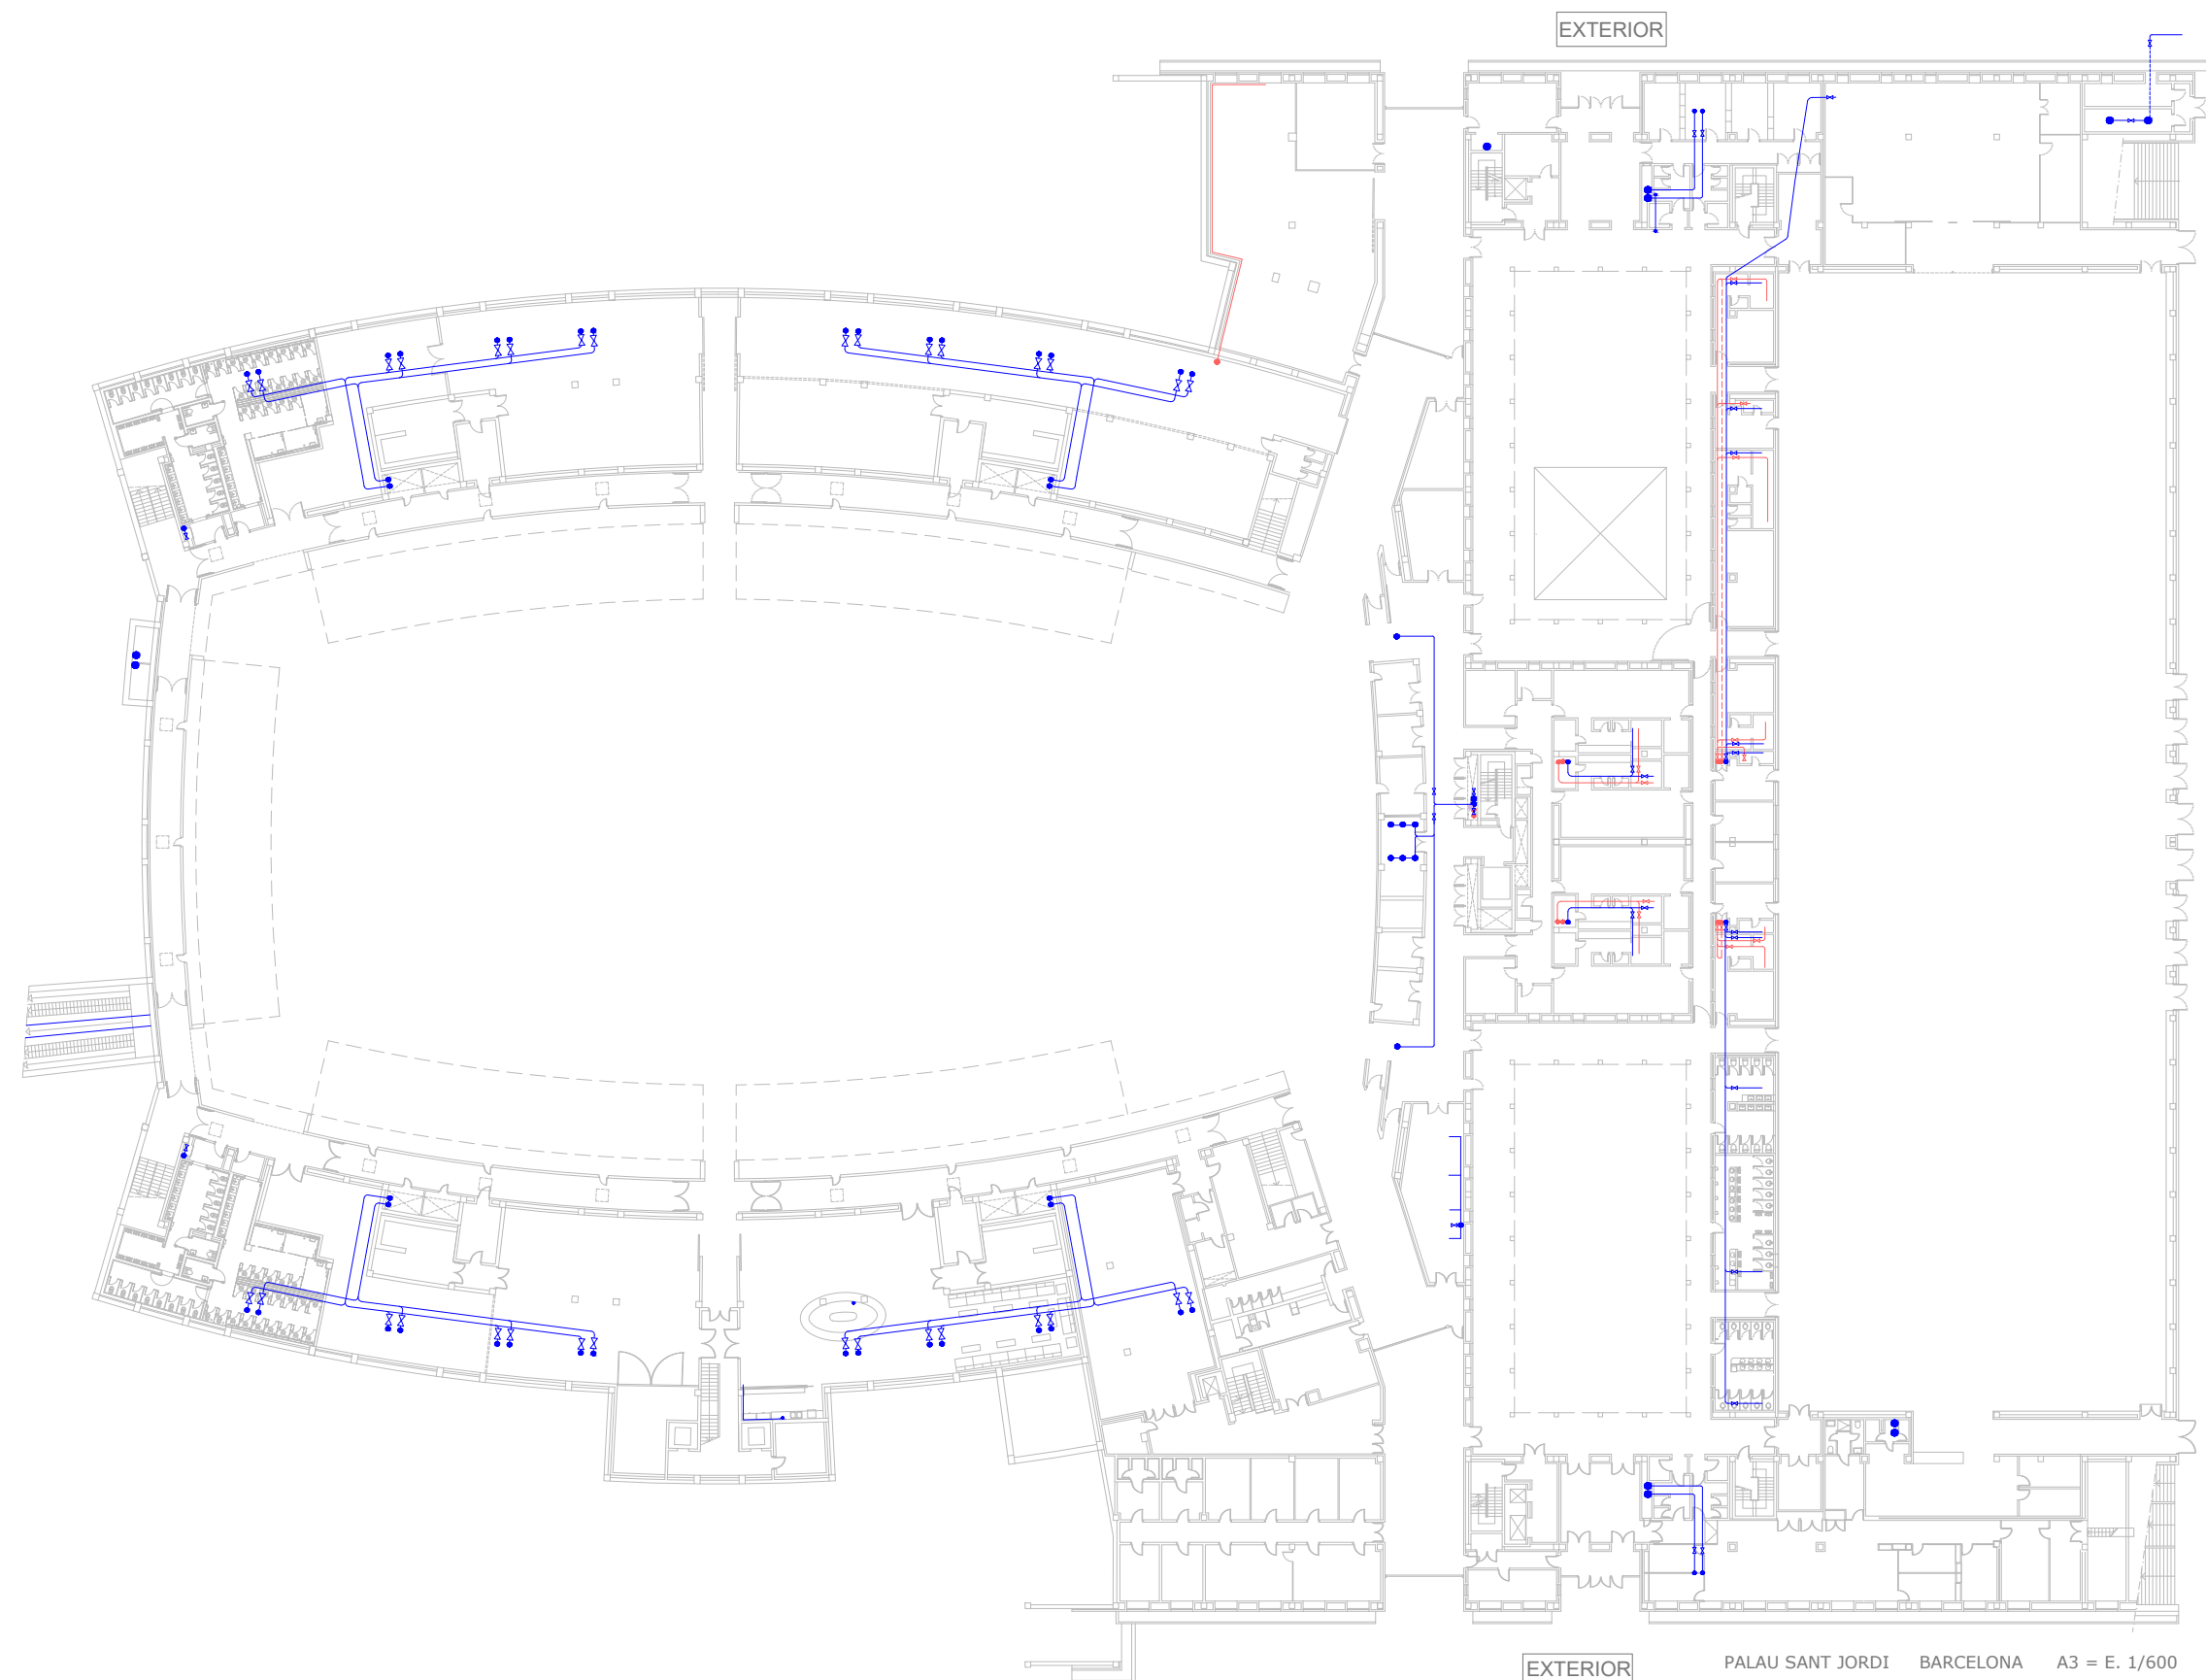 EXTERIOR
EXTERIOR
PALAU SANT JORDI BARCELONA A3 = E. 1/600